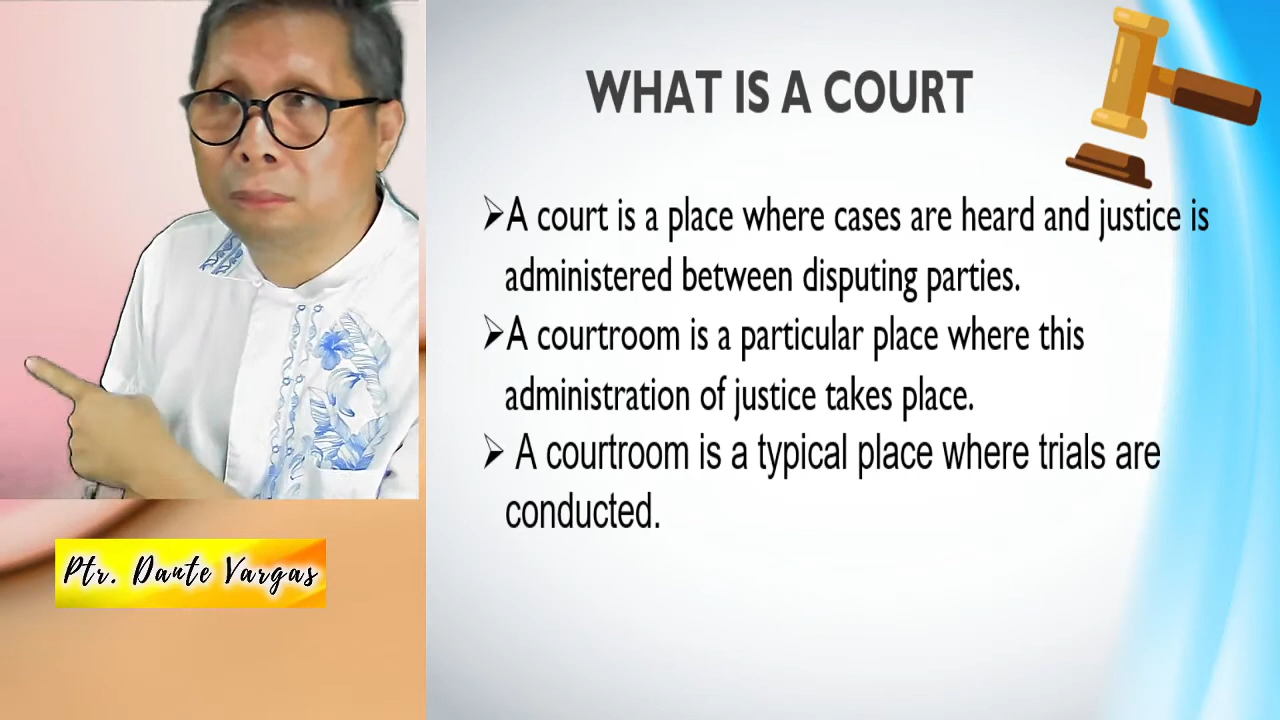 WHAT IS A COURT
➢A court is a place where cases are heard and justice is
administered between disputing parties.
➢A courtroom is a particular place where this
administration of justice takes place.
➢ A courtroom is a typical place where trials are
conducted.
Ptr. Dante Vargas